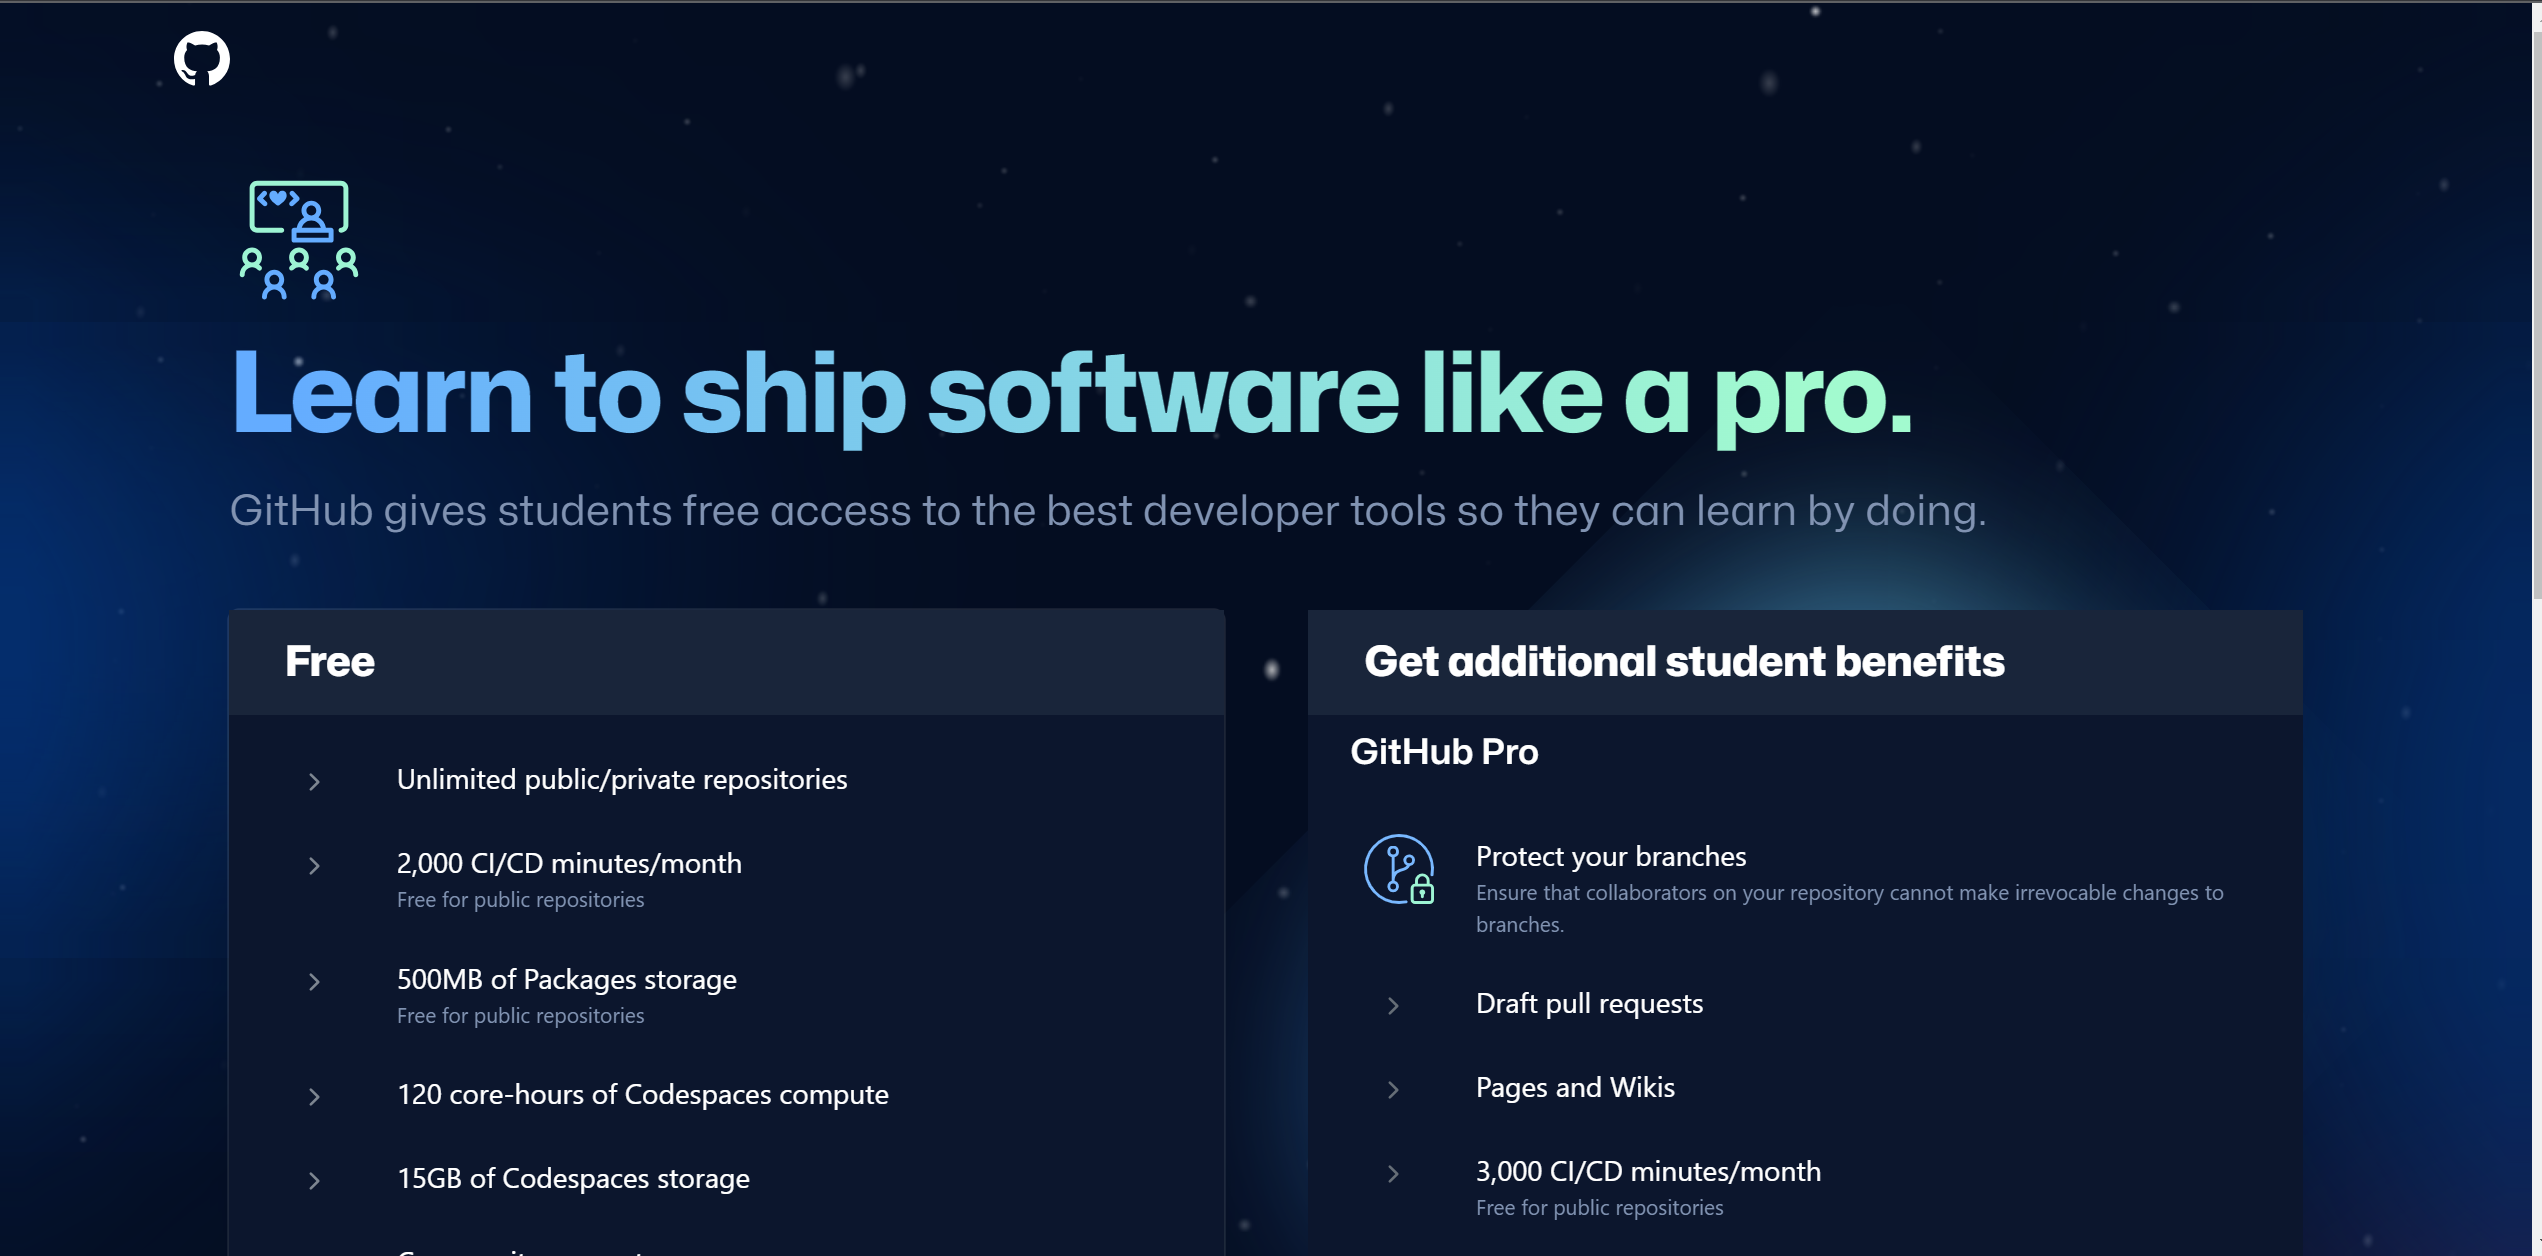 Learn to ship software like a pro.
GitHub gives students free access to the best developer tools so they can learn by doing.
Free
Unlimited public/private repositories
2,000 CI/CD minutes/month
Free for public repositories
500MB of Packages storage
Free for public repositories
120 core-hours of Codespaces compute
15GB of Codespaces storage
Get additional student benefits
GitHub Pro
Protect your branches
Ensure that collaborators on your repository cannot make irrevocable changes to
branches.
Draft pull requests
Pages and Wikis
3,000 CI/CD minutes/month
Free for public repositories